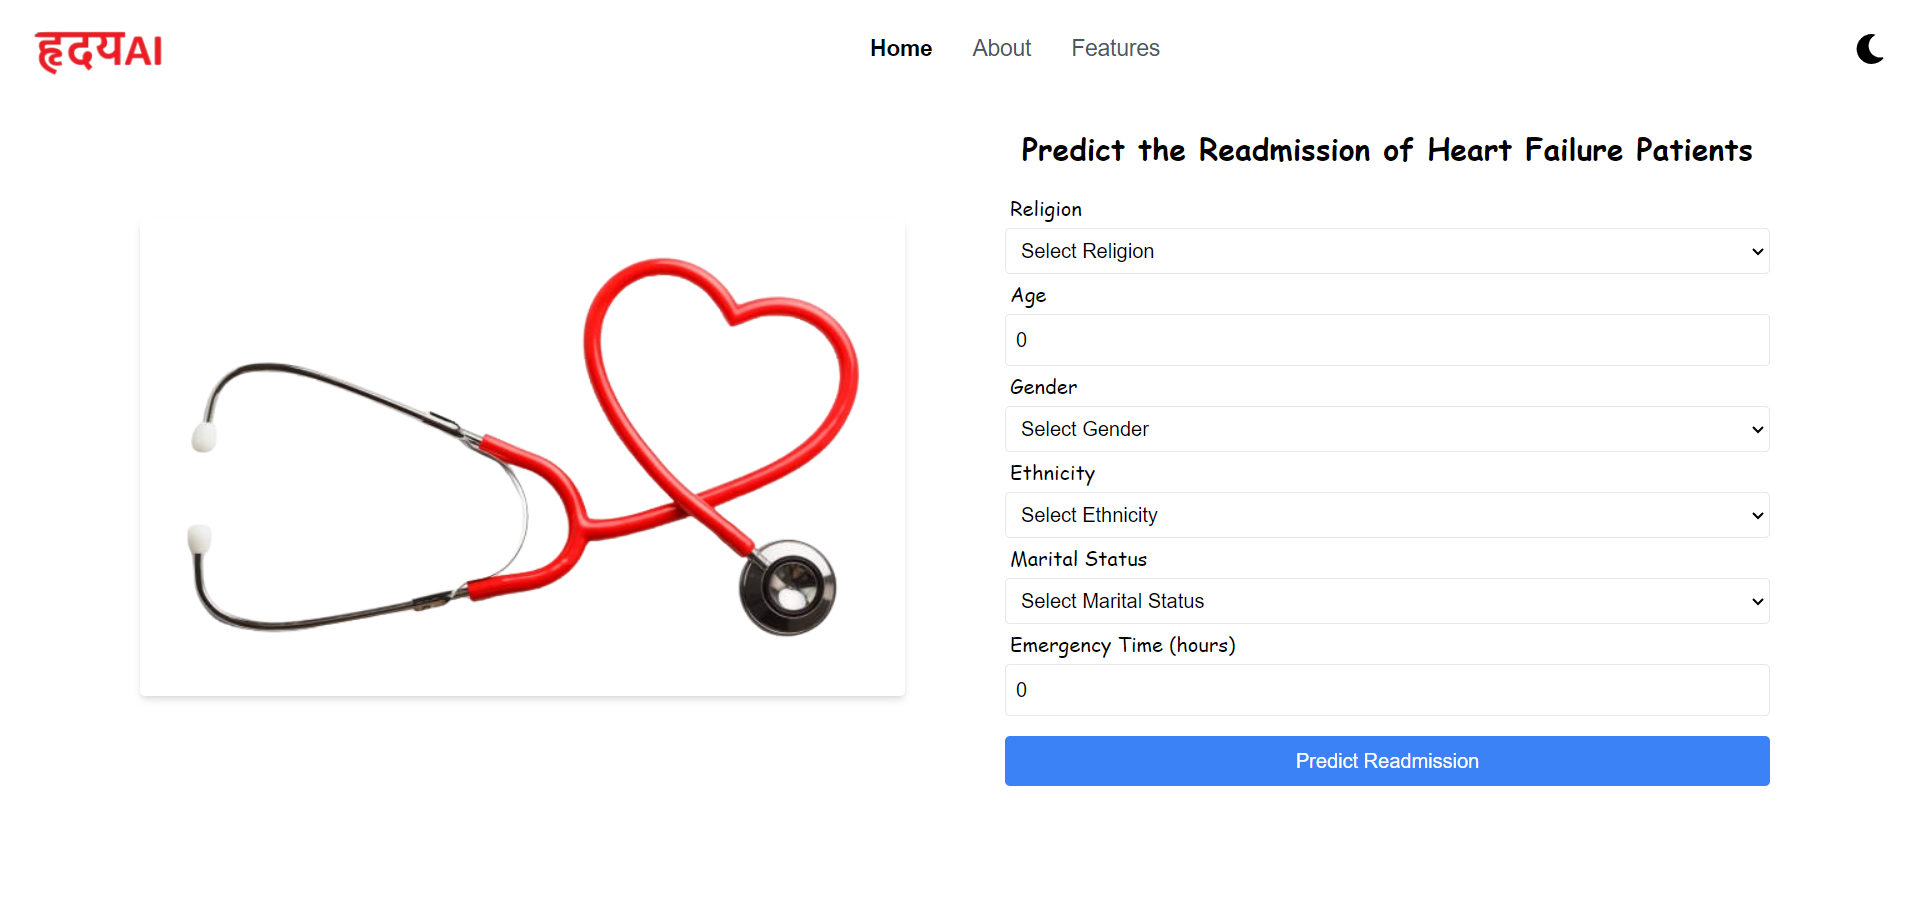 हृदयAI
Home About Features
Predict the Readmission of Heart Failure Patients
Religion
Select Religion
Age
0
Gender
Select Gender
Ethnicity
Select Ethnicity
Marital Status
Select Marital Status
Emergency Time (hours)
0
Predict Readmission